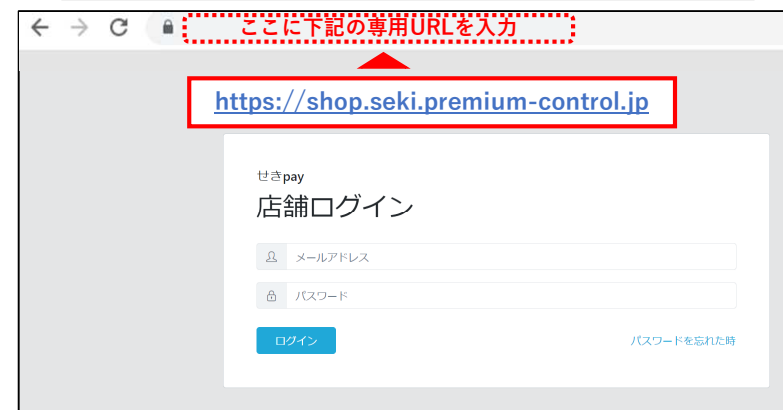 ここに下記の専用URLを入力
https://shop.seki.premium-control.jp
せきpay
店舗ログイン
メールアドレス
パスワード
ログイン
パスワードを忘れた時